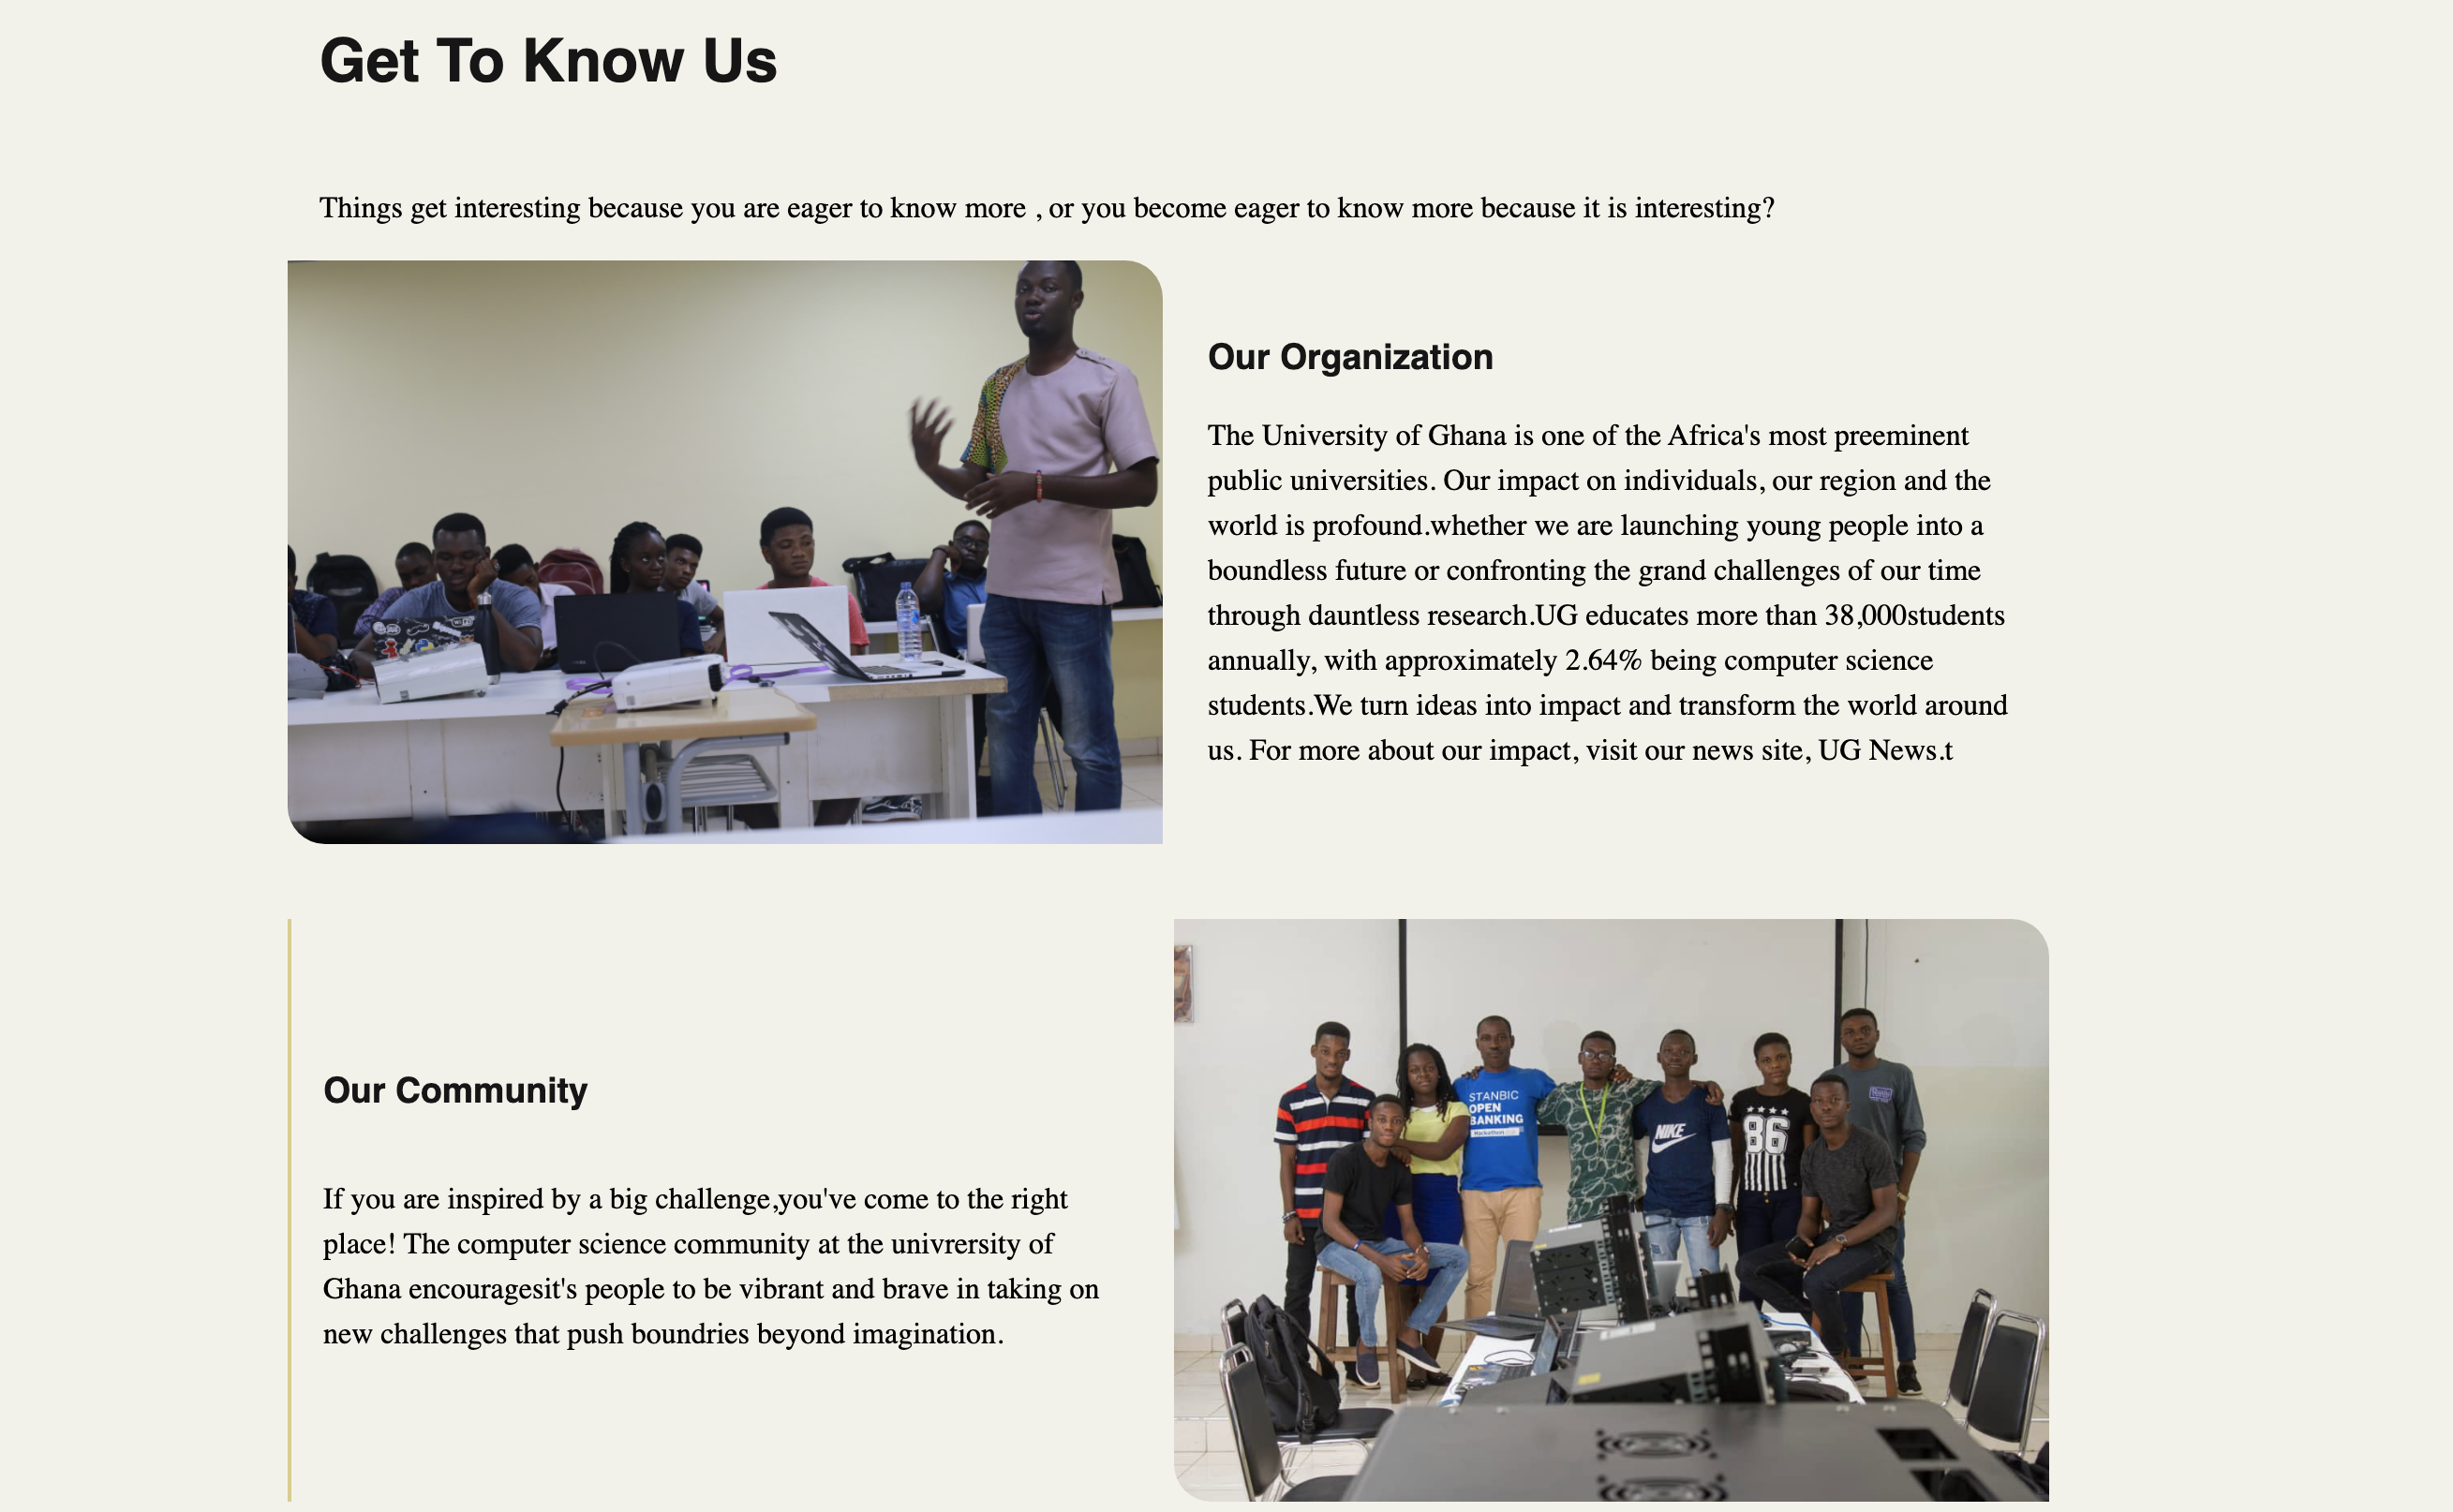 Get To Know Us
Things get interesting because you are eager to know more , or you become eager to know more because it is interesting?
Our Organization
The University of Ghana is one of the Africa's most preeminent
public universities. Our impact on individuals, our region and the
world is profound.whether we are launching young people into a
boundless future or confronting the grand challenges of our time
through dauntless research.UG educates more than 38,000students
annually, with approximately 2.64% being computer science
students.We turn ideas into impact and transform the world around
us. For more about our impact, visit our news site, UG News.t
Our Community
If you are inspired by a big challenge,you've come to the right
place! The computer science community at the univrersity of
Ghana encouragesit's people to be vibrant and brave in taking on
new challenges that push boundries beyond imagination.
STANBIC
OPEN
BANKING
Hackathon
NIKE
86